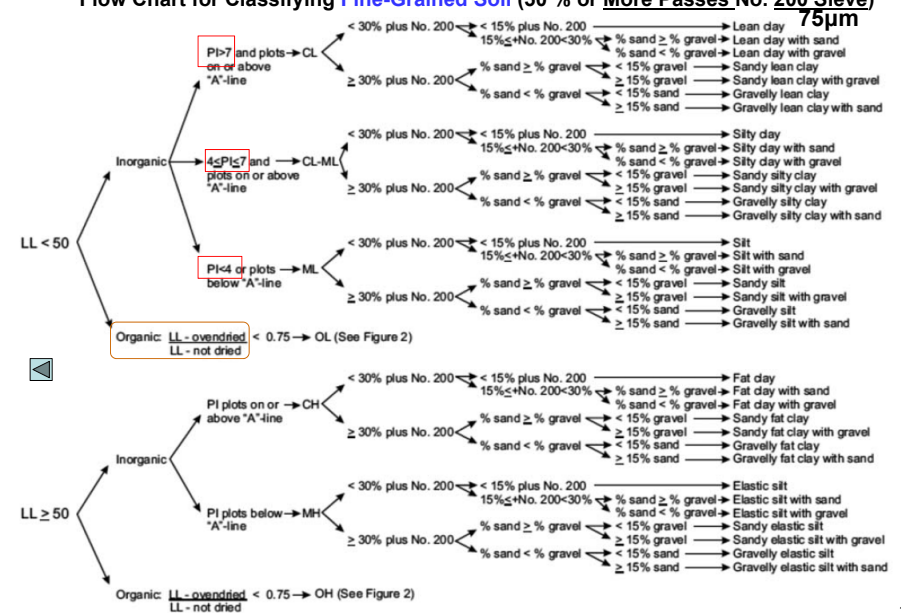 Flow Chart for Classifying Fine-Grained Soil (50 % or More Passes No. 200 Sieve)
75µm
LL < 50
Inorganic
PI>7 and plots on or above "A"-line
CL
< 30% plus No. 200
< 15% plus No. 200
Lean clay
15%≤+No. 200<30%
% sand ≥ % gravel
Lean clay with sand
% sand < % gravel
Lean clay with gravel
≥ 30% plus No. 200
% sand ≥ % gravel
< 15% gravel
Sandy lean clay
≥ 15% gravel
Sandy lean clay with gravel
% sand < % gravel
< 15% sand
Gravelly lean clay
≥ 15% sand
Gravelly lean clay with sand
4≤PI≤7 and plots on or above "A"-line
CL-ML
< 30% plus No. 200
< 15% plus No. 200
Silty clay
15%≤+No. 200<30%
% sand ≥ % gravel
Silty clay with sand
% sand < % gravel
Silty clay with gravel
≥ 30% plus No. 200
% sand ≥ % gravel
< 15% gravel
Sandy silty clay
≥ 15% gravel
Sandy silty clay with gravel
% sand < % gravel
< 15% sand
Gravelly silty clay
≥ 15% sand
Gravelly silty clay with sand
PI<4 or plots below "A"-line
ML
< 30% plus No. 200
< 15% plus No. 200
Silt
15%≤+No. 200<30%
% sand ≥ % gravel
Silt with sand
% sand < % gravel
Silt with gravel
≥ 30% plus No. 200
% sand ≥ % gravel
< 15% gravel
Sandy silt
≥ 15% gravel
Sandy silt with gravel
% sand < % gravel
< 15% sand
Gravelly silt
≥ 15% sand
Gravelly silt with sand
Organic: LL - ovendried < 0.75 OL (See Figure 2)
LL - not dried
LL ≥ 50
Inorganic
PI plots on or above "A"-line
CH
< 30% plus No. 200
< 15% plus No. 200
Fat clay
15%≤+No. 200<30%
% sand ≥ % gravel
Fat clay with sand
% sand < % gravel
Fat clay with gravel
≥ 30% plus No. 200
% sand ≥ % gravel
< 15% gravel
Sandy fat clay
≥ 15% gravel
Sandy fat clay with gravel
% sand < % gravel
< 15% sand
Gravelly fat clay
≥ 15% sand
Gravelly fat clay with sand
PI plots below "A"-line
MH
< 30% plus No. 200
< 15% plus No. 200
Elastic silt
15%≤+No. 200<30%
% sand ≥ % gravel
Elastic silt with sand
% sand < % gravel
Elastic silt with gravel
≥ 30% plus No. 200
% sand ≥ % gravel
< 15% gravel
Sandy elastic silt
≥ 15% gravel
Sandy elastic silt with gravel
% sand < % gravel
< 15% sand
Gravelly elastic silt
≥ 15% sand
Gravelly elastic silt with sand
Organic: LL - ovendried < 0.75 OH (See Figure 2)
LL - not dried